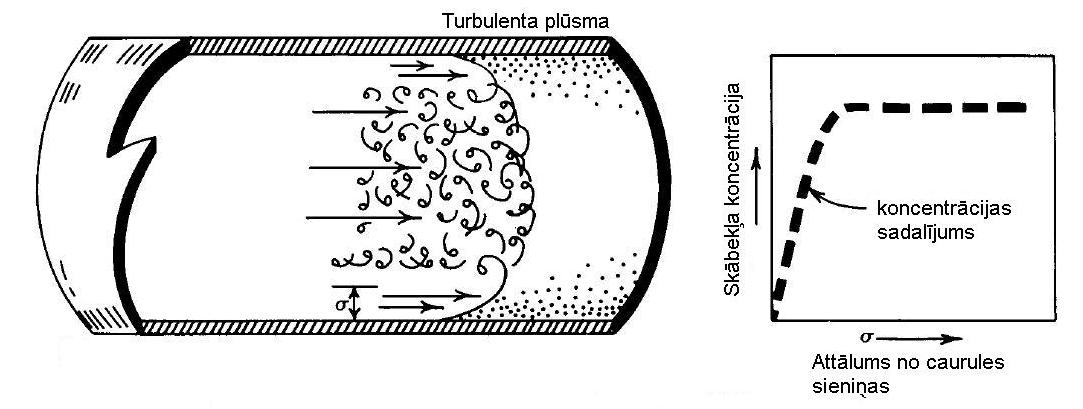 Turbulenta plūsma
σ
Skābekļa koncentrācija
koncentrācijas
sadalījums
σ
Attālums no caurules
sieniņas